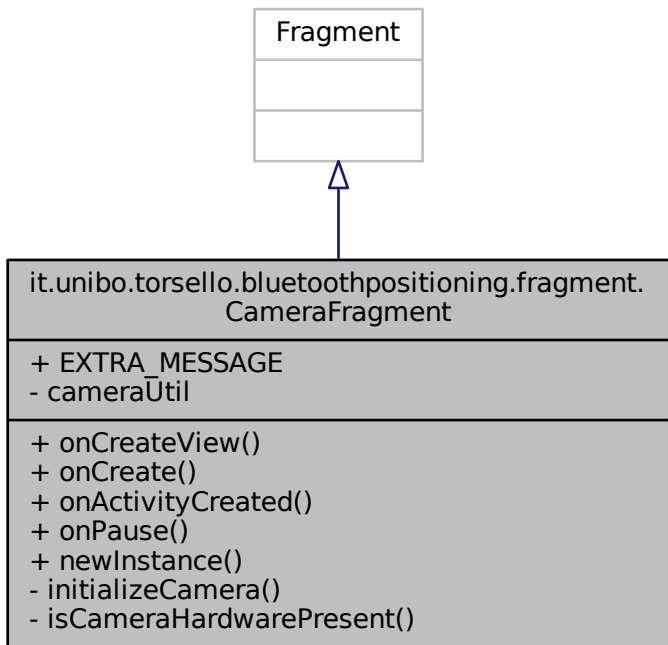 Fragment
it.unibo.torsello.bluetoothpositioning.fragment.
CameraFragment
+ EXTRA_MESSAGE
- cameraUtil
+ onCreateView()
+ onCreate()
+ onActivityCreated()
+ onPause()
+ newInstance()
- initializeCamera()
- isCameraHardwarePresent()